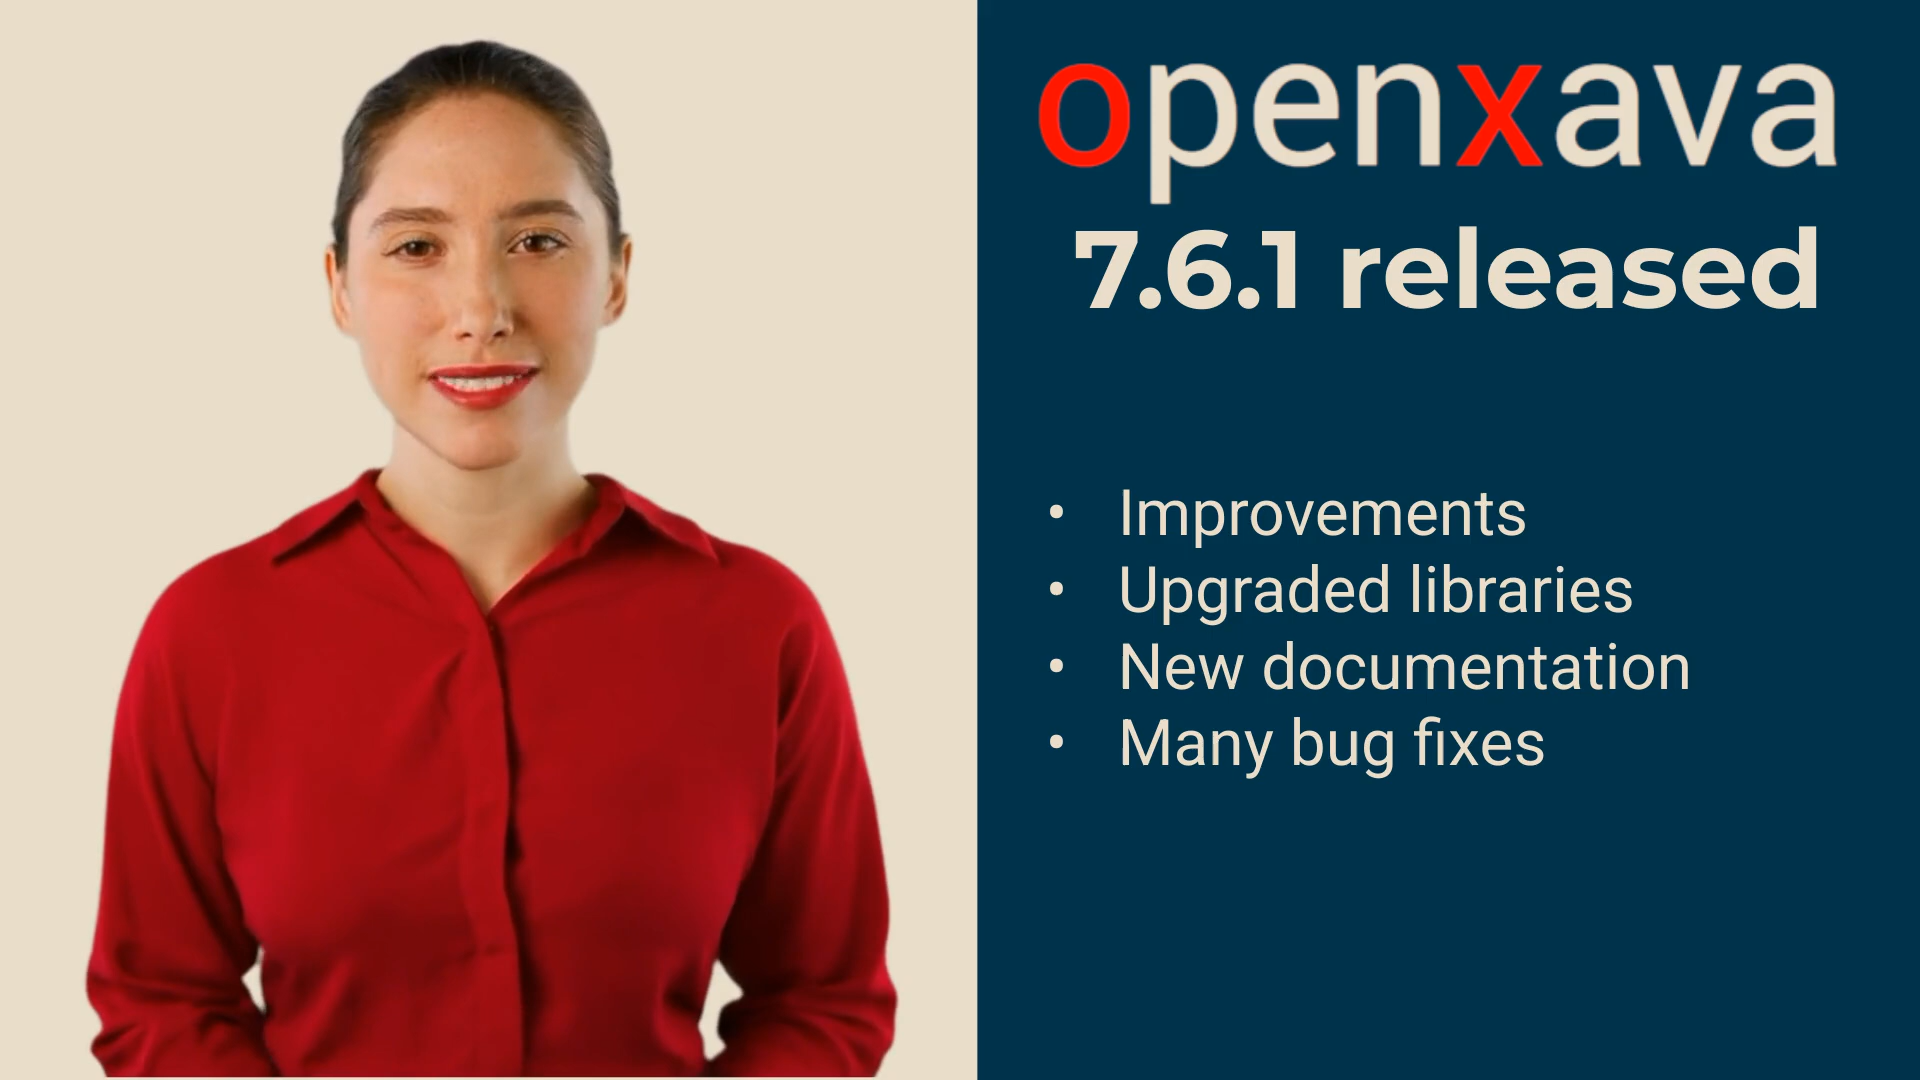 openxava
7.6.1 released
• Improvements
• Upgraded libraries
• New documentation
• Many bug fixes